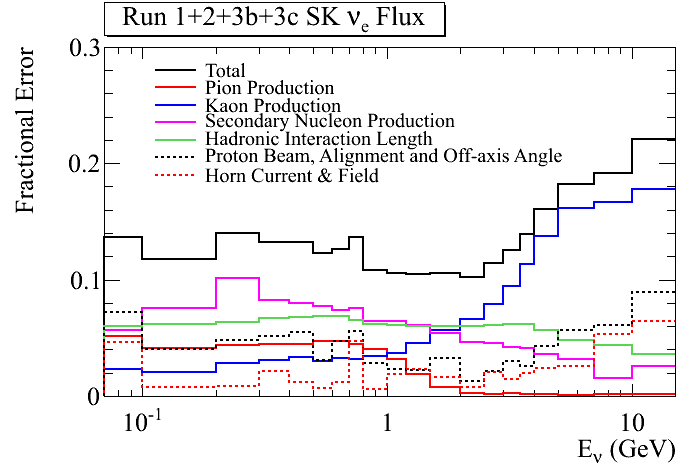 Run 1+2+3b+3c SK νe Flux
Fractional Error
0.3
0.2
0.1
0
Total
Pion Production
Kaon Production
Secondary Nucleon Production
Hadronic Interaction Length
Proton Beam, Alignment and Off-axis Angle
Horn Current & Field
10-1
1
10
Eν (GeV)